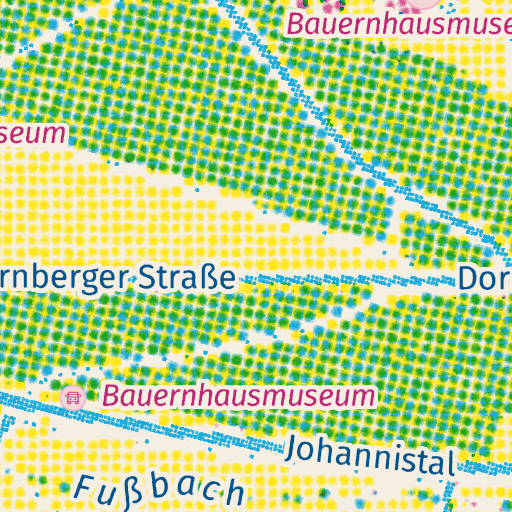 Bauernhausmuse
seum
rnberger Straße
Dor
Bauernhausmuseum
Johannistal
Fußbach